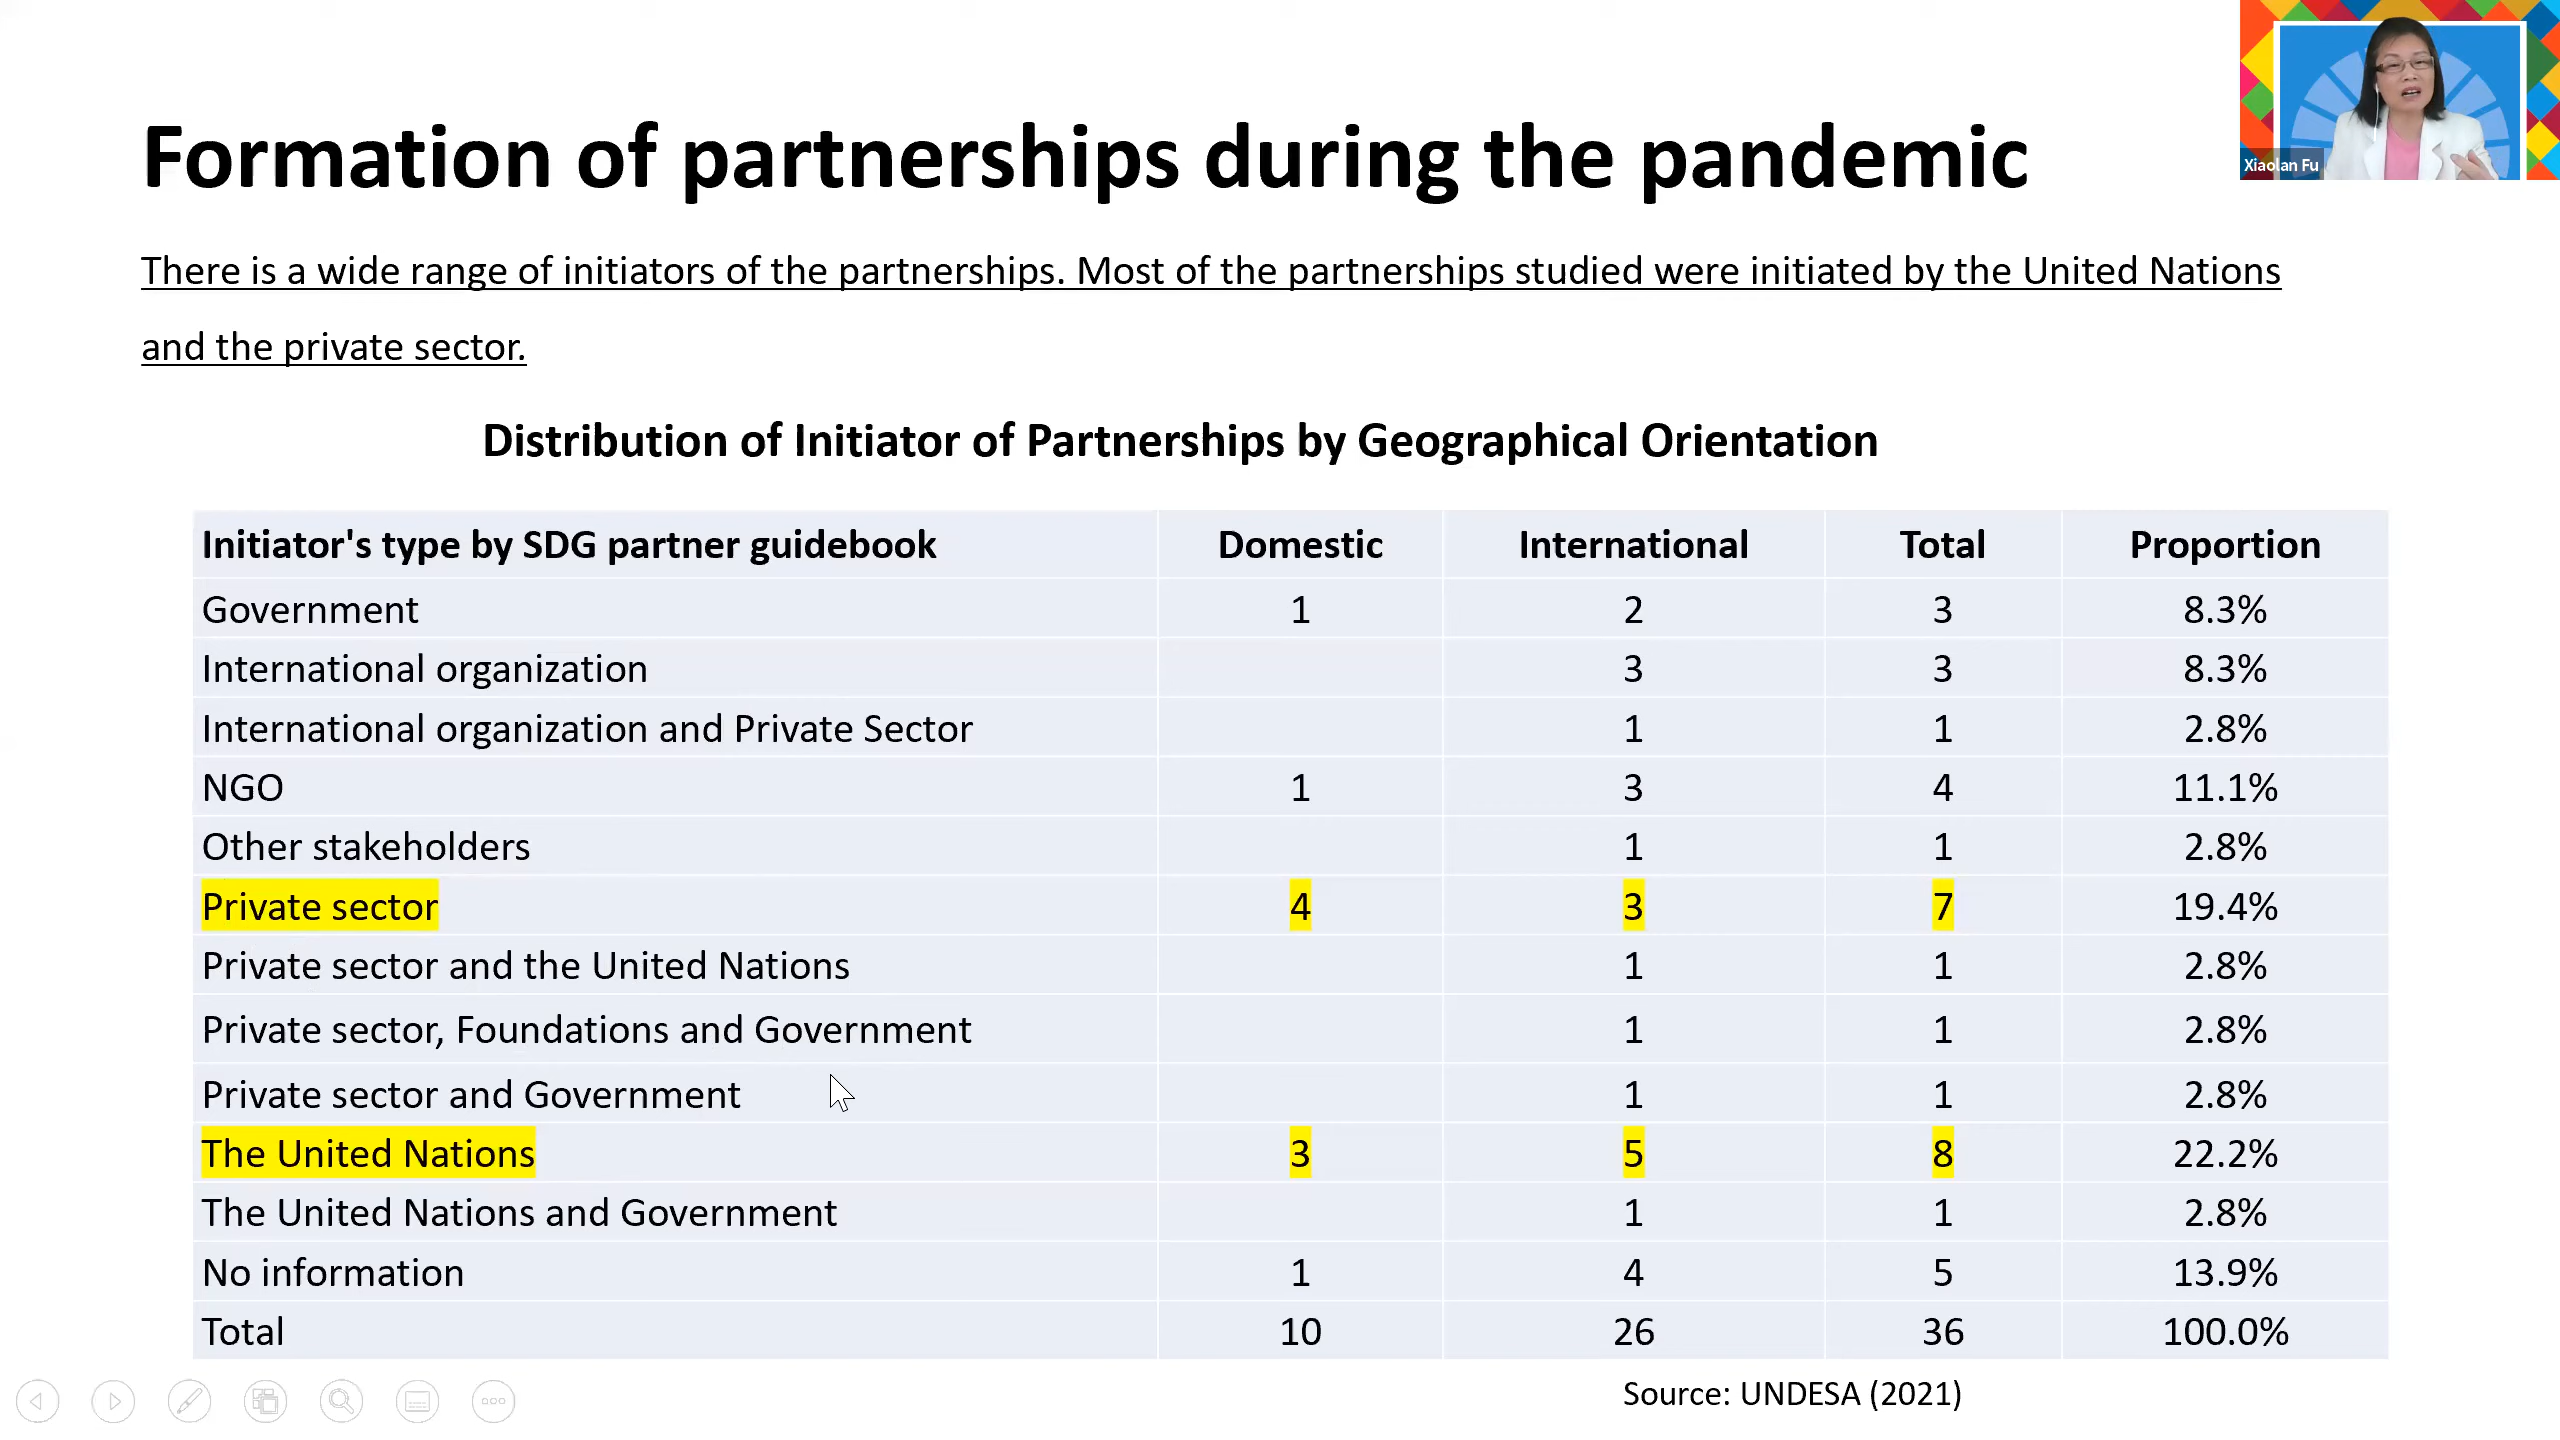 Formation of partnerships during the pandemic
Xiaolan Fu
There is a wide range of initiators of the partnerships. Most of the partnerships studied were initiated by the United Nations
and the private sector.
Distribution of Initiator of Partnerships by Geographical Orientation
Initiator's type by SDG partner guidebook Domestic International Total Proportion
Government 1 2 3 8.3%
International organization 3 3 8.3%
International organization and Private Sector 1 1 2.8%
NGO 1 3 4 11.1%
Other stakeholders 1 1 2.8%
Private sector 4 3 7 19.4%
Private sector and the United Nations 1 1 2.8%
Private sector, Foundations and Government 1 1 2.8%
Private sector and Government 1 1 2.8%
The United Nations 3 5 8 22.2%
The United Nations and Government 1 1 2.8%
No information 1 4 5 13.9%
Total 10 26 36 100.0%
Source: UNDESA (2021)